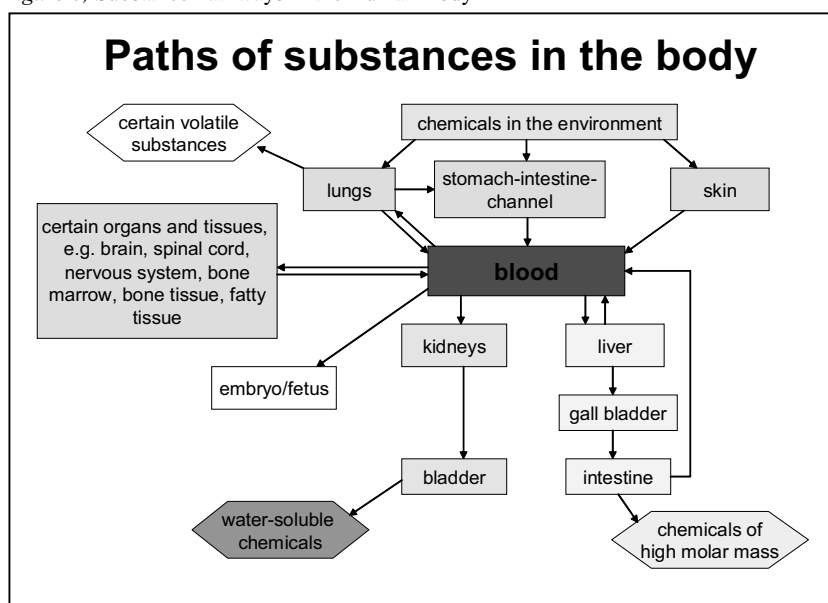 Paths of substances in the body
certain volatile
substances
chemicals in the environment
lungs
stomach-intestine-
channel
skin
certain organs and tissues,
e.g. brain, spinal cord,
nervous system, bone
marrow, bone tissue, fatty
tissue
blood
kidneys
liver
embryo/fetus
gall bladder
bladder
intestine
water-soluble
chemicals
chemicals of
high molar mass